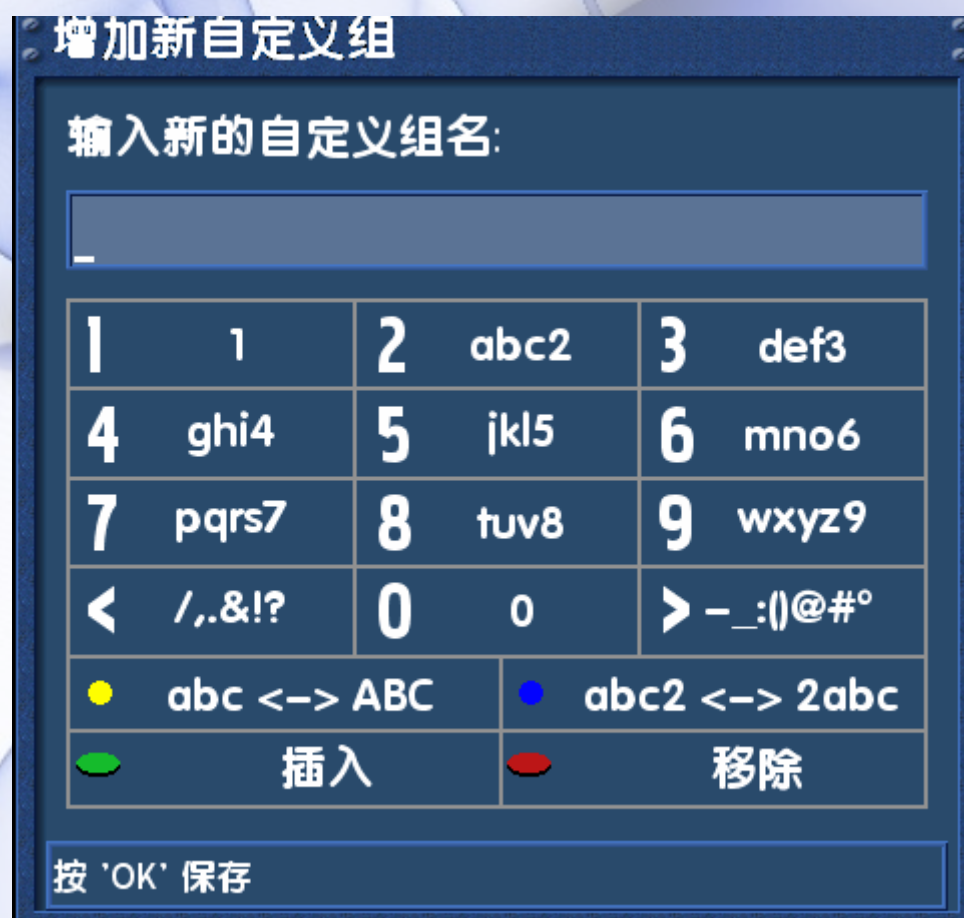 增加新自定义组
输入新的自定义组名:
_
1 1 2 abc2 3 def3
4 ghi4 5 jkl5 6 mno6
7 pqrs7 8 tuv8 9 wxyz9
< /,.&!? 0 0 > –_:()@#°
abc <–> ABC abc2 <–> 2abc
插入 移除
按 'OK' 保存